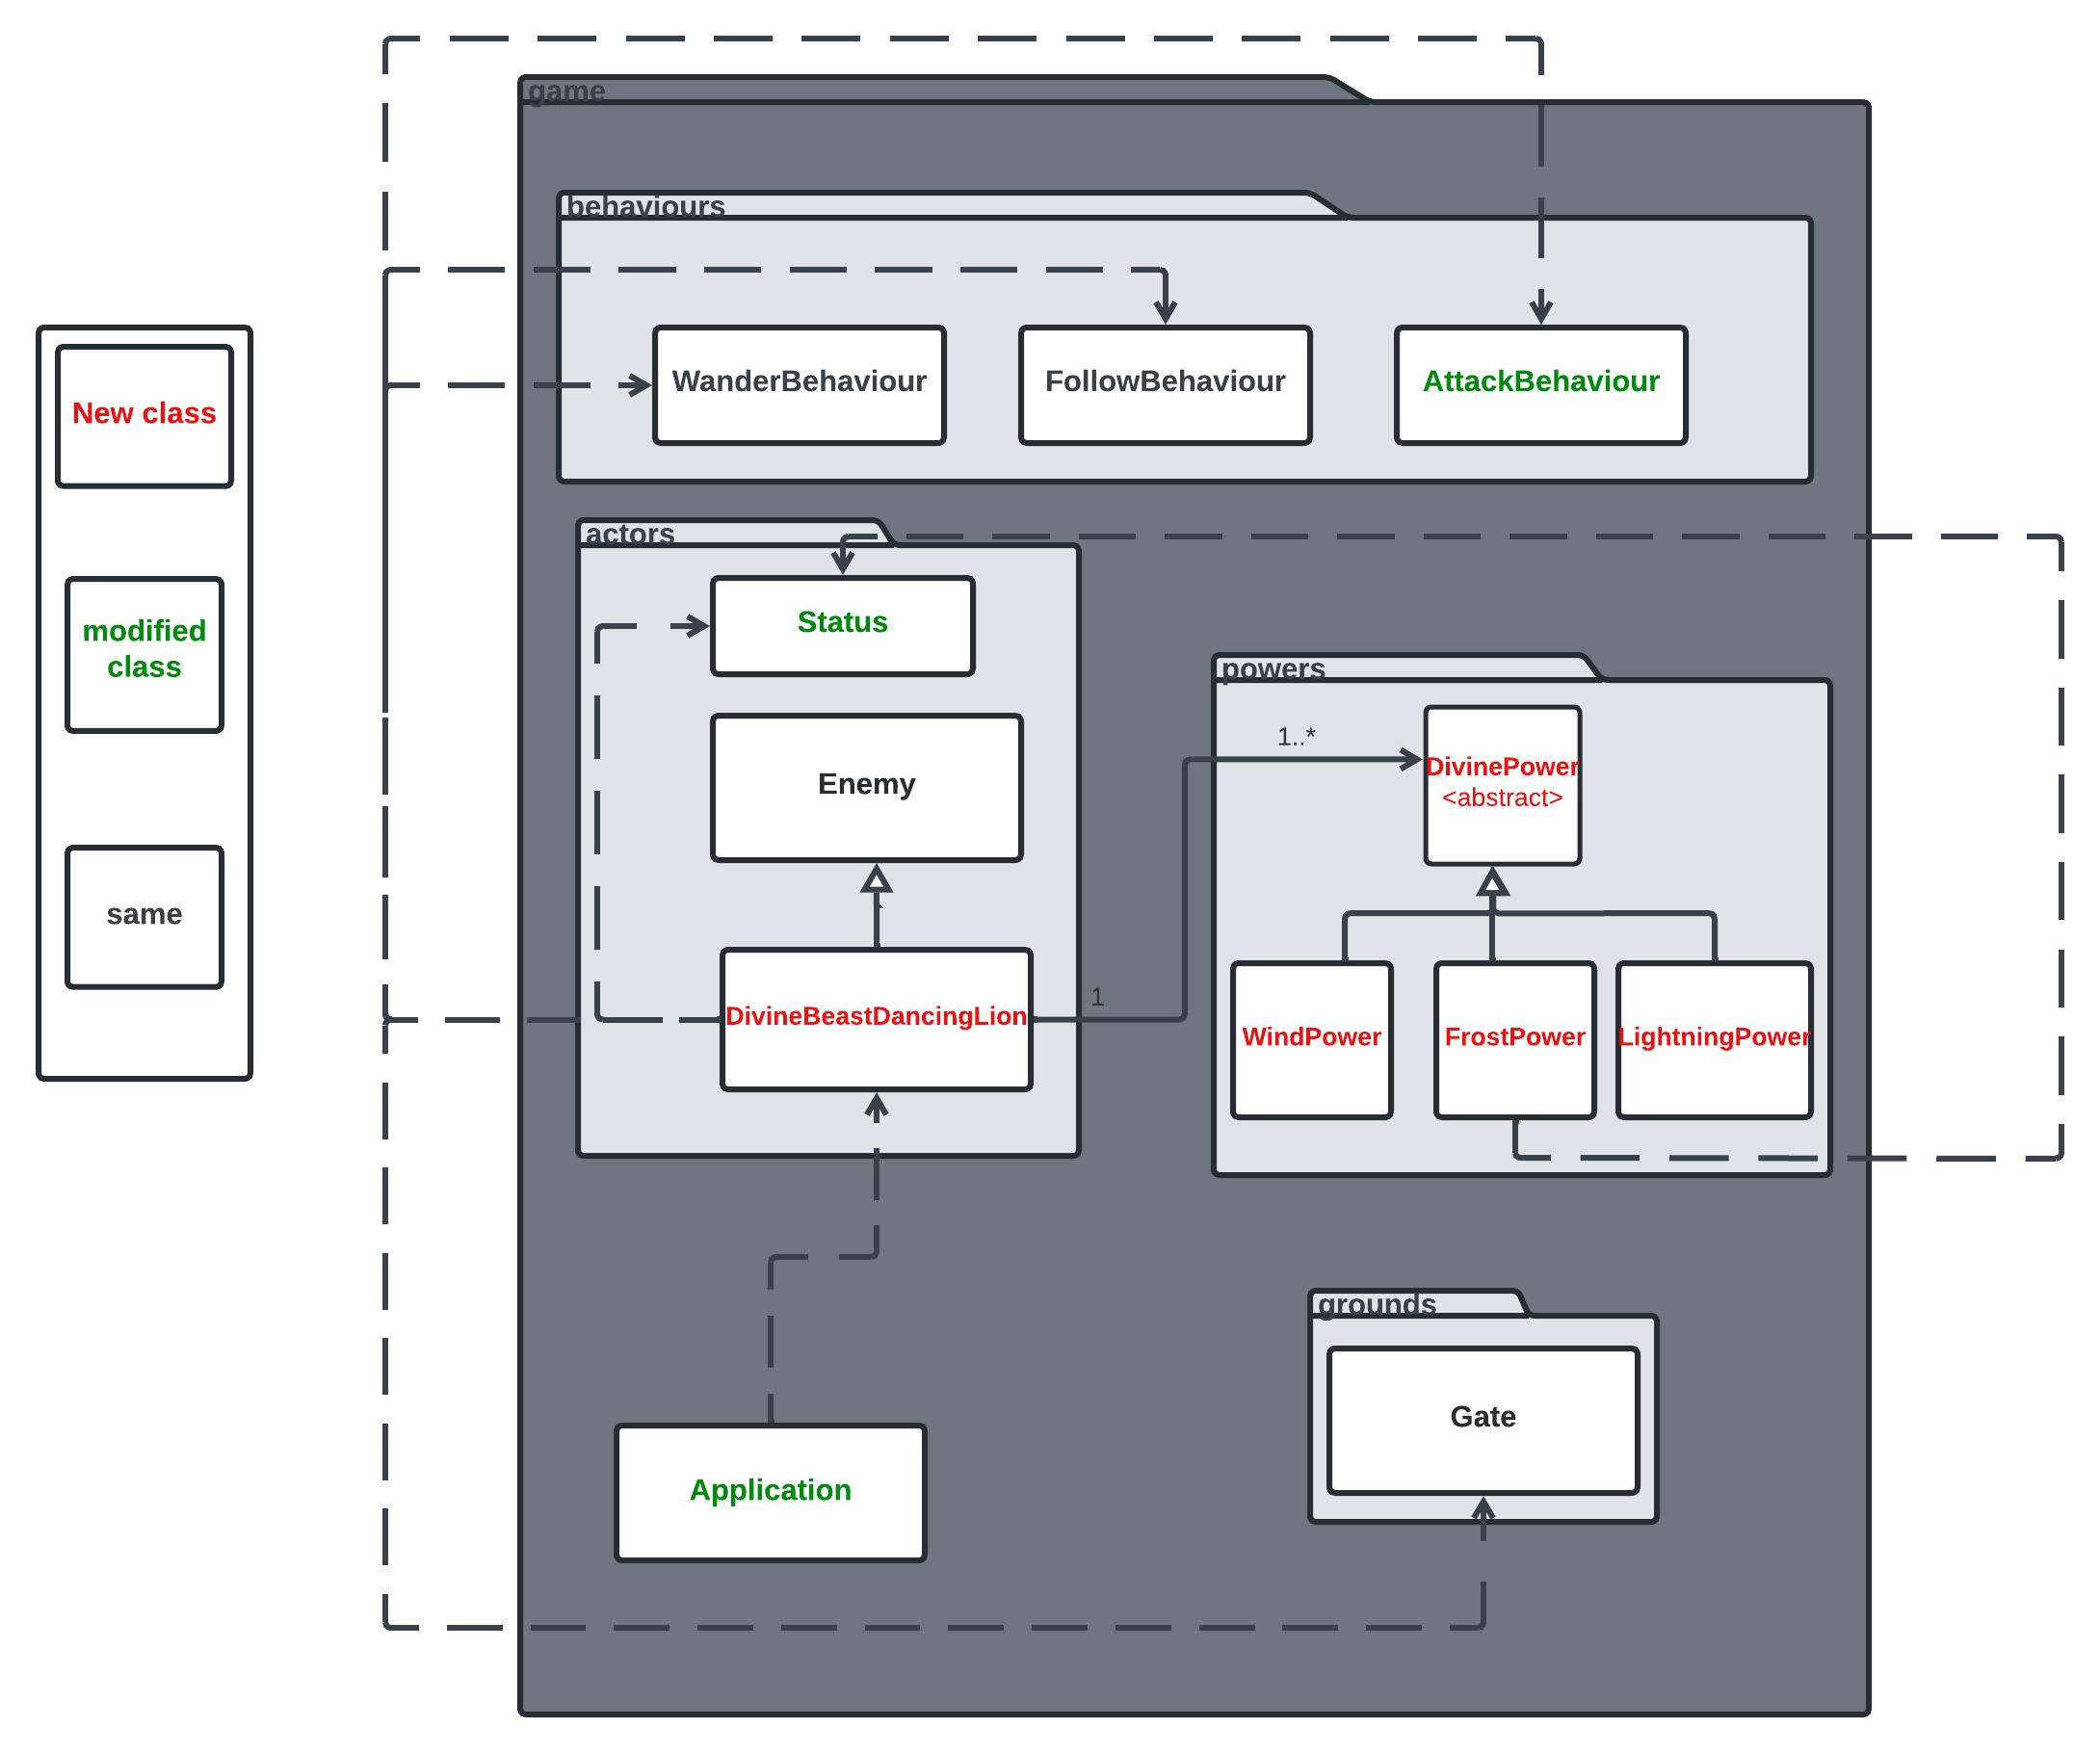 game
behaviours
WanderBehaviour
FollowBehaviour
AttackBehaviour
New class
modified
class
same
actors
Status
Enemy
DivineBeastDancingLion
1
1..*
powers
DivinePower
<abstract>
WindPower
FrostPower
LightningPower
grounds
Gate
Application